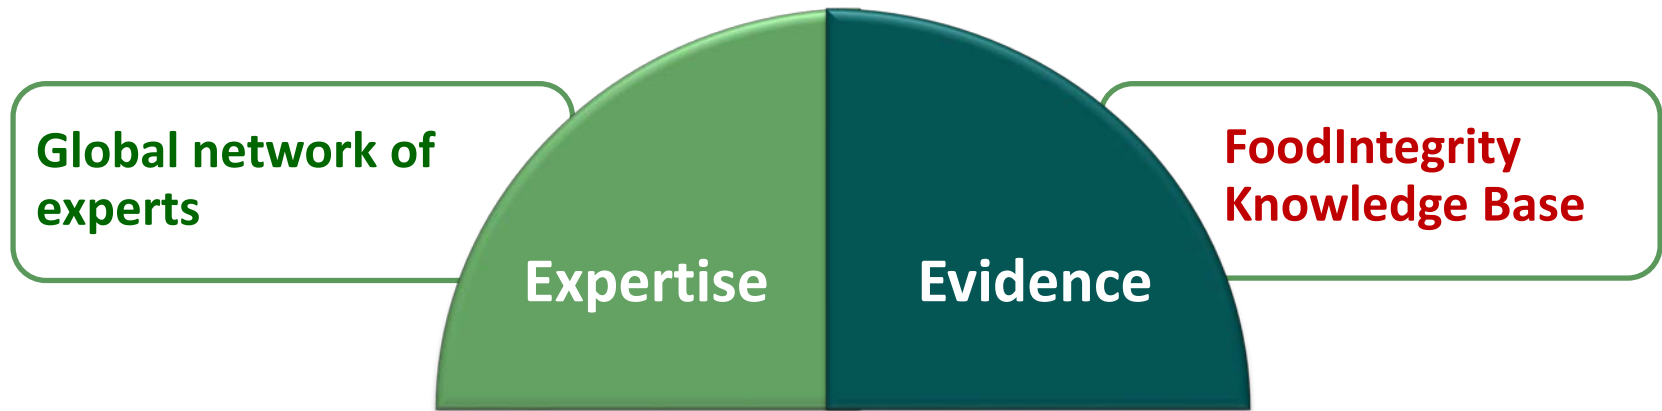 Global network of
experts
Expertise
Evidence
FoodIntegrity
Knowledge Base